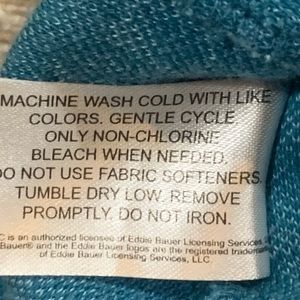 MACHINE WASH COLD WITH LIKE
COLORS. GENTLE CYCLE
ONLY NON-CHLORINE
BLEACH WHEN NEEDED.
DO NOT USE FABRIC SOFTENERS.
TUMBLE DRY LOW. REMOVE
PROMPTLY. DO NOT IRON.
is an authorized licensee of Eddie Bauer Licensing Services
Bauer® and the Eddie Bauer logos are the registered trademarks
of Eddie Bauer Licensing Services, LLC